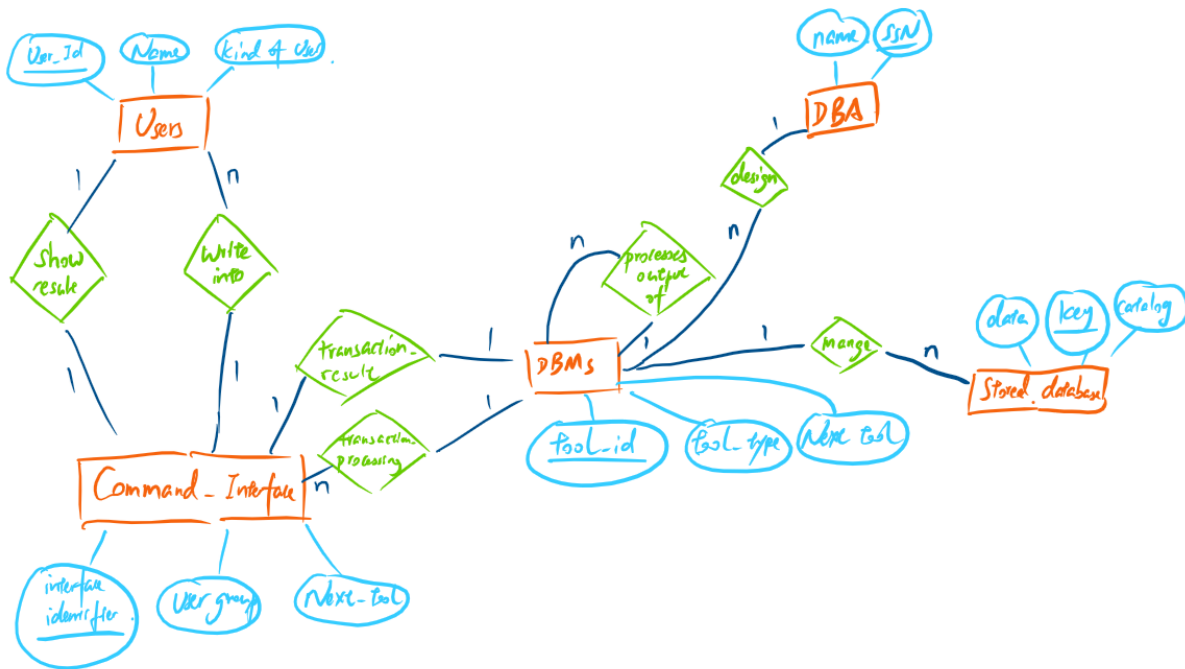 User_Id
Name
Kind of User.
Users
1
n
Show
result
write
into
1
1
name
SSN
DBA
1
design
n
n
processes
output
of
1
transaction_
result
1
1
DBMs
1
mange
n
data
key
catalog
Stored_database
transaction_
processing
1
n
tool_id
tool_type
Next tool
Command_Interface
interface
identifier.
User group
Next_tool